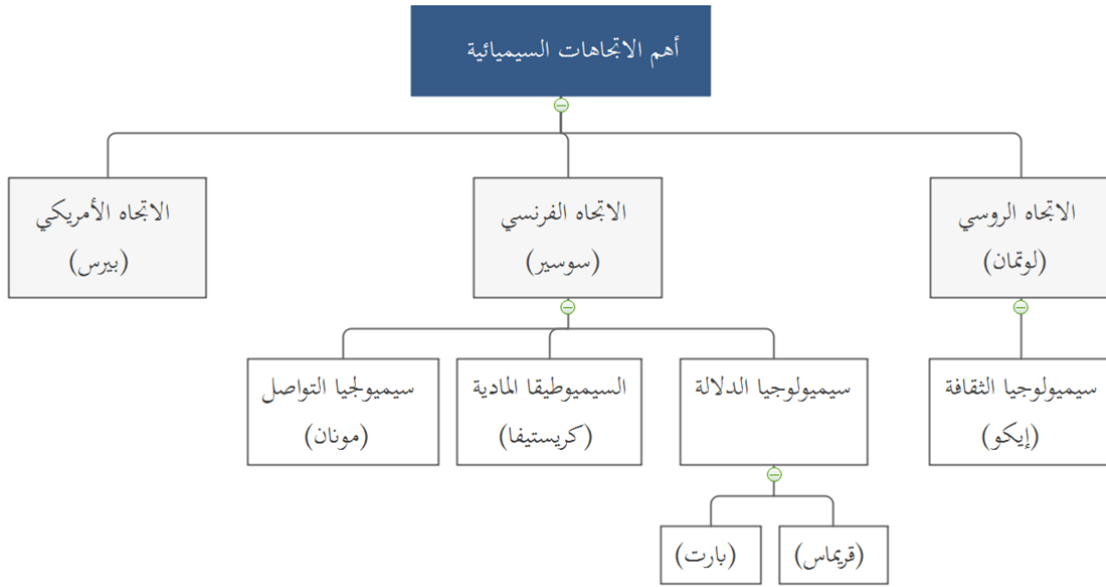 أهم الاتجاهات السيميائية
الاتجاه الروسي
(لوتمان)
الاتجاه الفرنسي
(سوسير)
الاتجاه الأمريكي
(بيرس)
سيميولوجيا الثقافة
(إيكو)
سيميولوجيا الدلالة
السيميوطيقا المادية
(كريستيفا)
سيميولجيا التواصل
(مونان)
(قريماس)
(بارت)